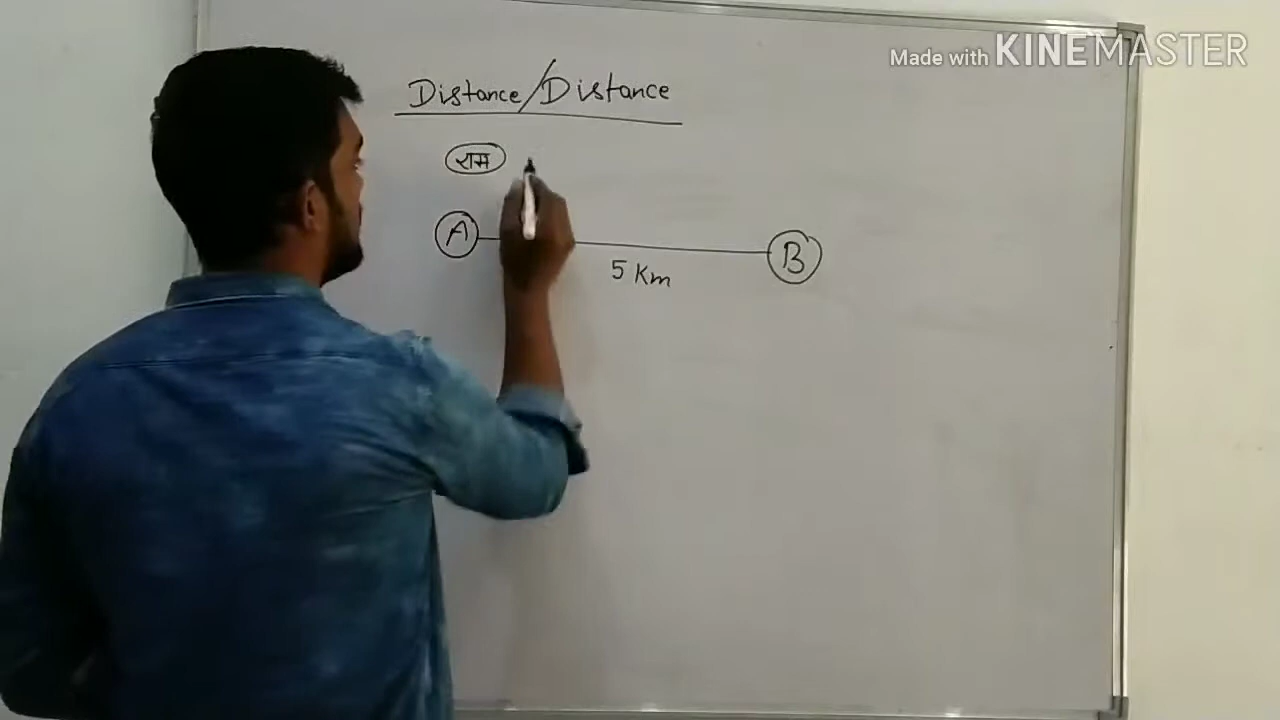 Made with KINEMASTER
Distance/Distance
राम
A B
5 Km